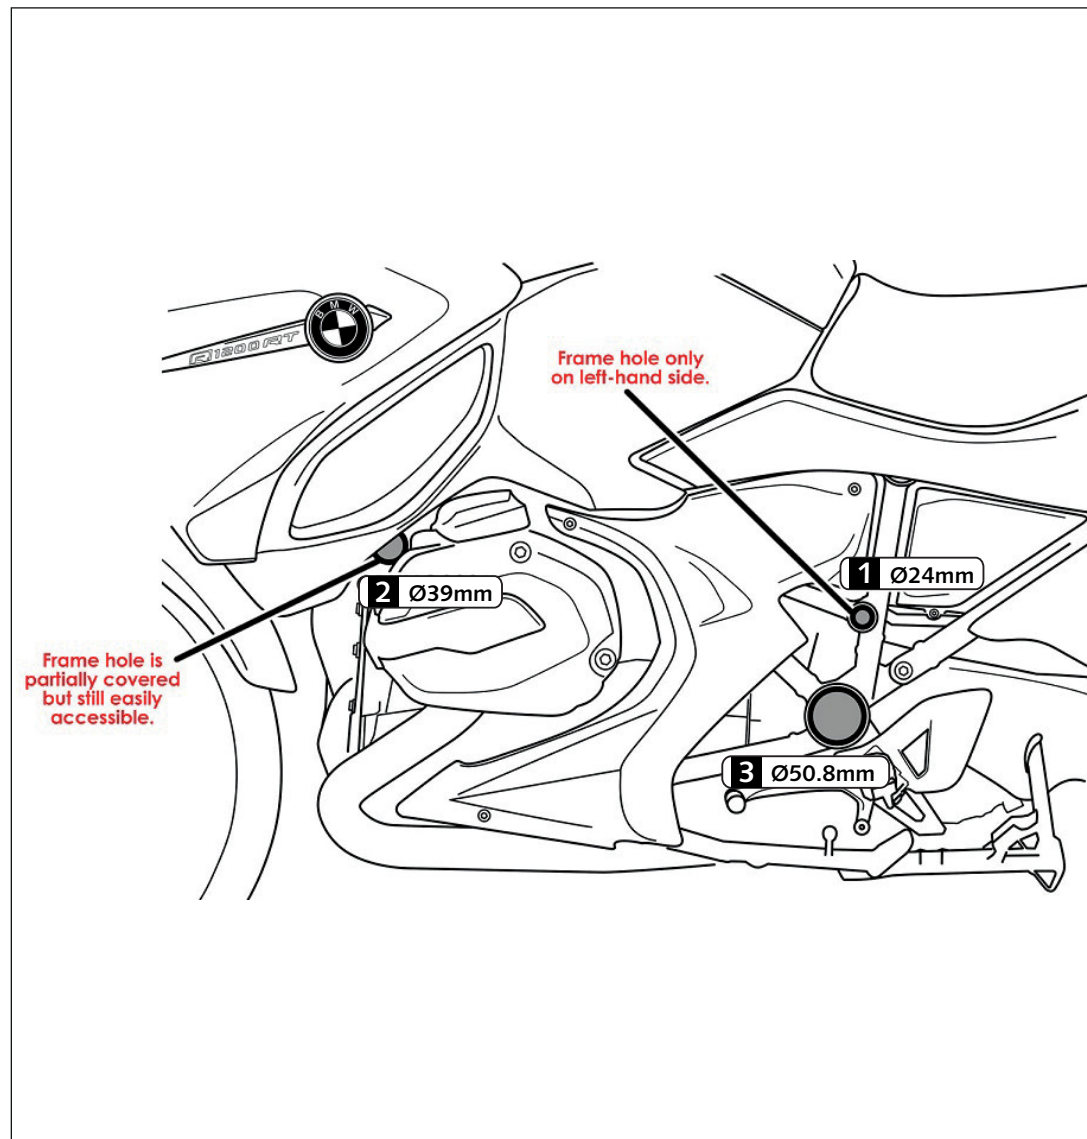 BMW
R1200RT
Frame hole only
on left-hand side.
1 Ø24mm
2 Ø39mm
Frame hole is
partially covered
but still easily
accessible.
3 Ø50.8mm